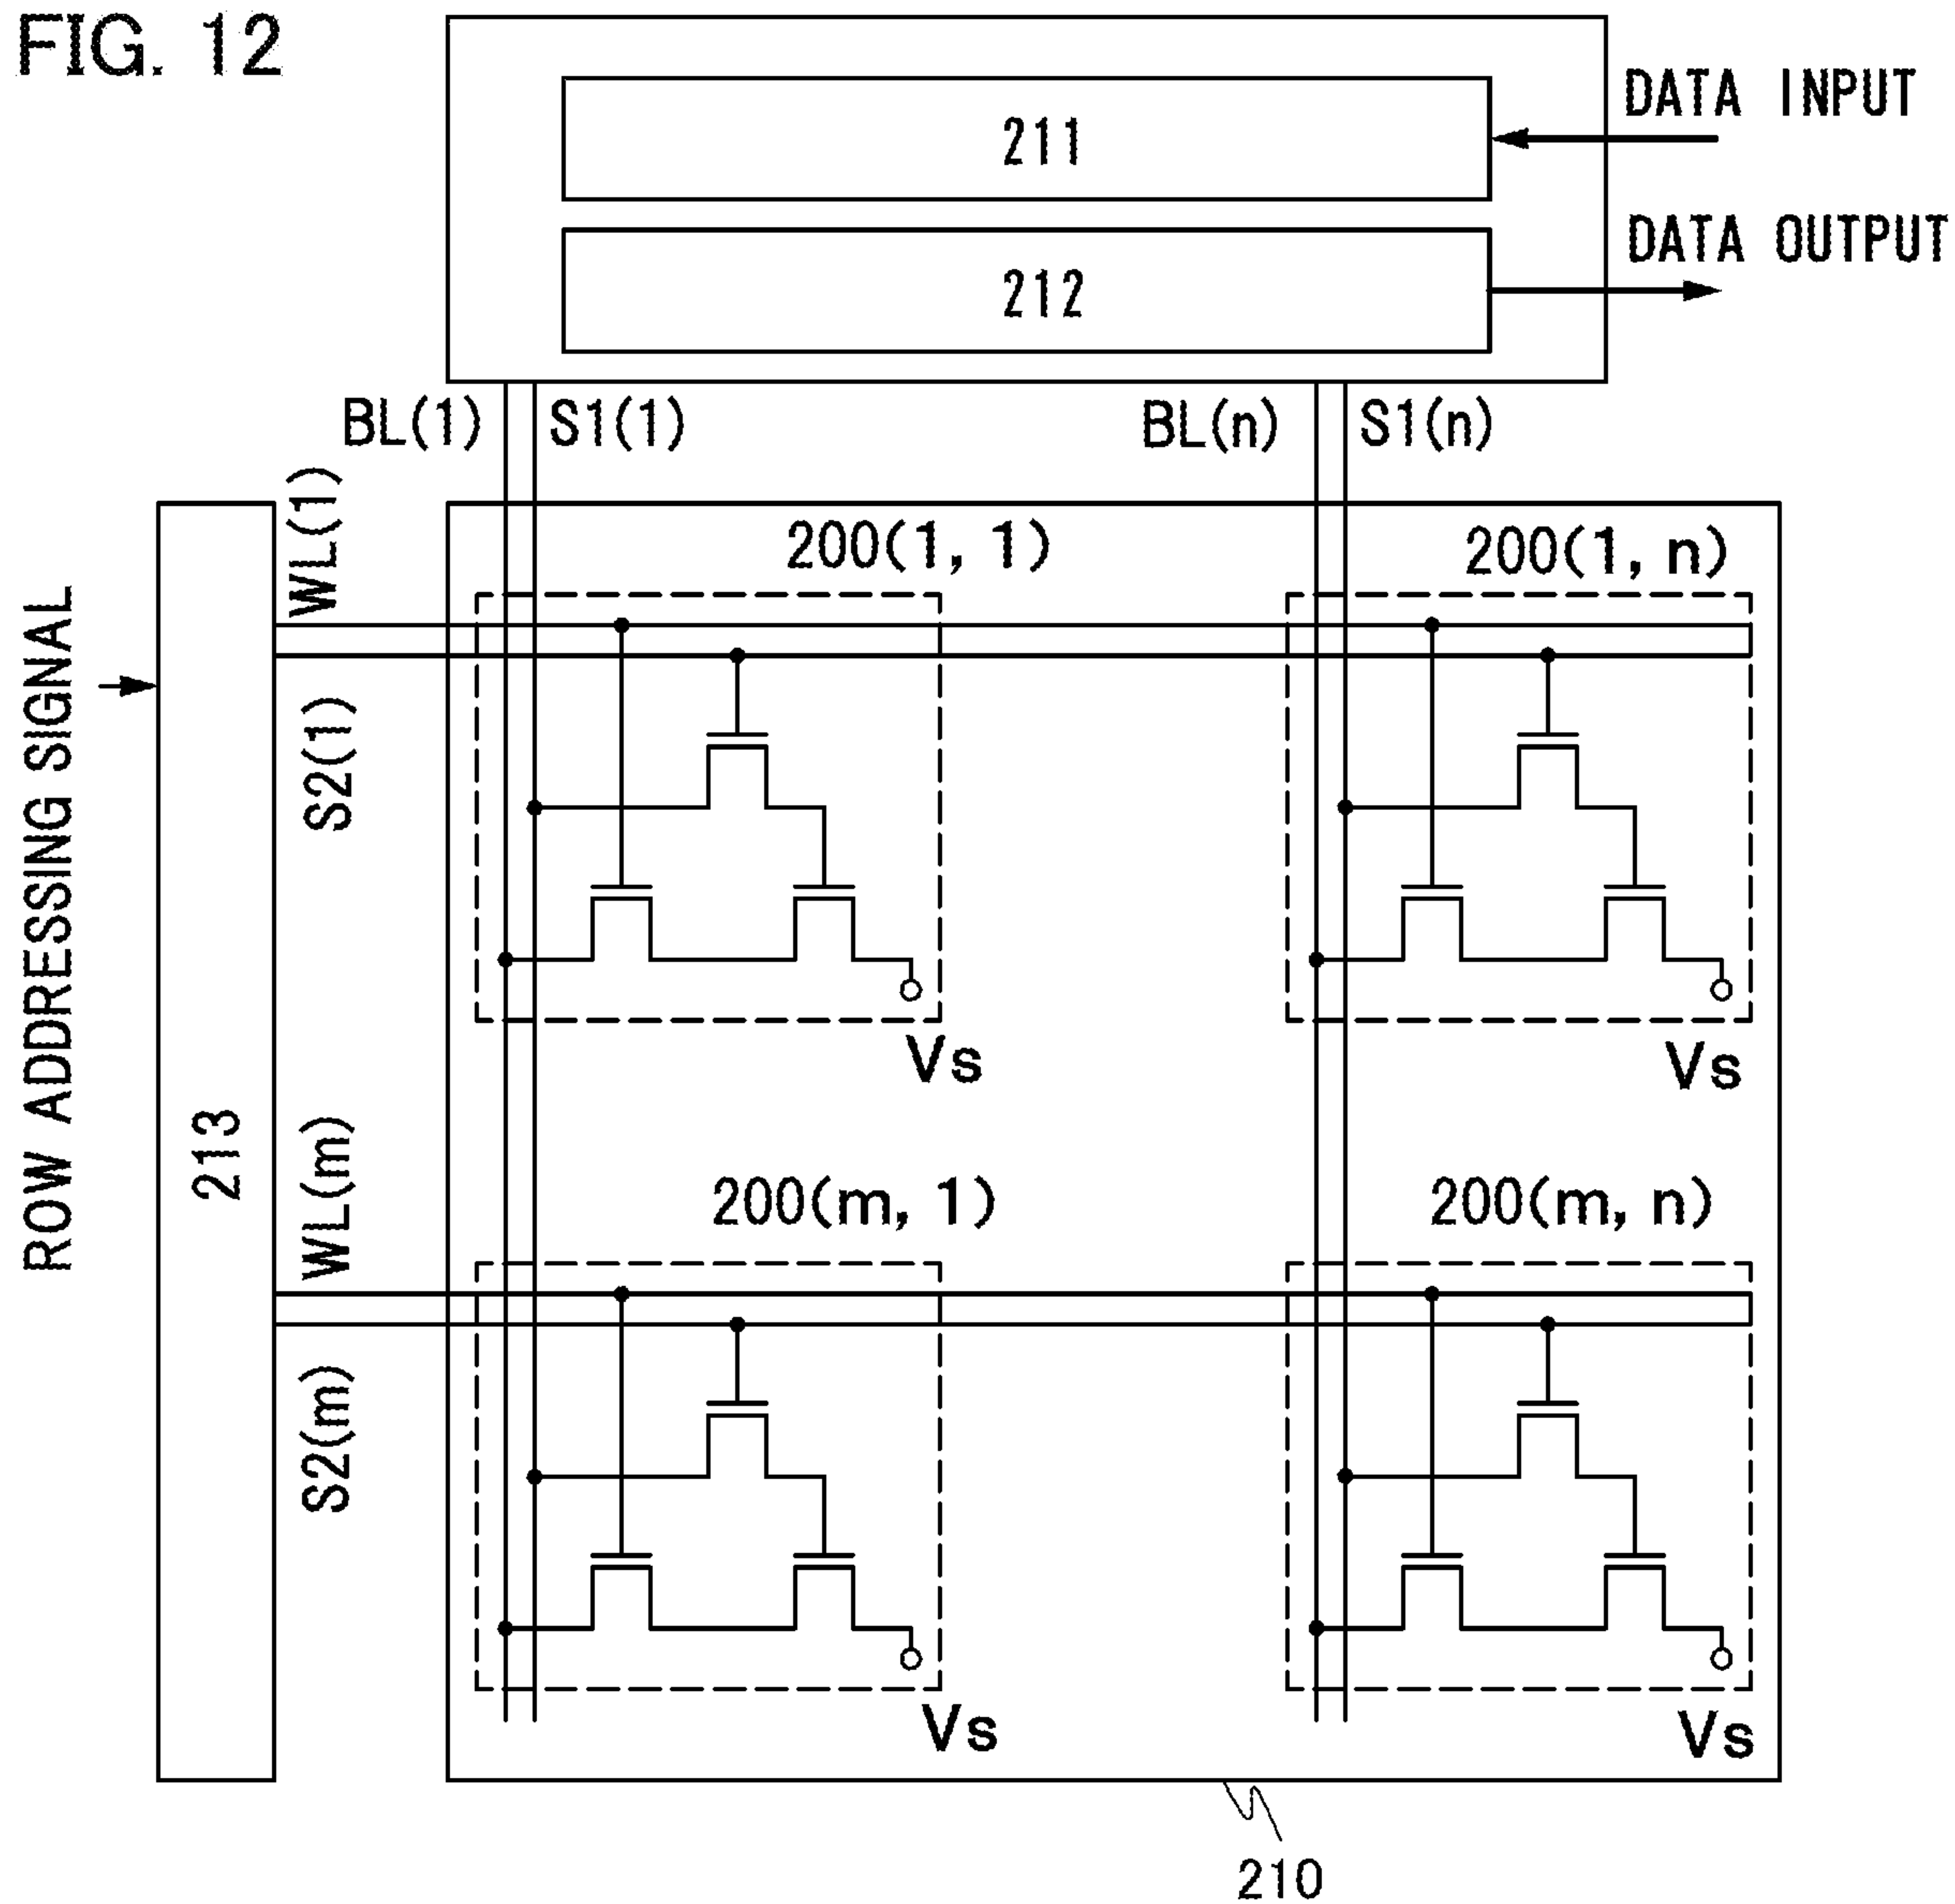 FIG. 12
211
DATA INPUT
212
DATA OUTPUT
BL(1)
S1(1)
BL(n)
S1(n)
ROW ADDRESSING SIGNAL
213
WL(1)
S2(1)
200(1, 1)
200(1, n)
Vs
Vs
WL(m)
S2(m)
200(m, 1)
200(m, n)
Vs
Vs
210